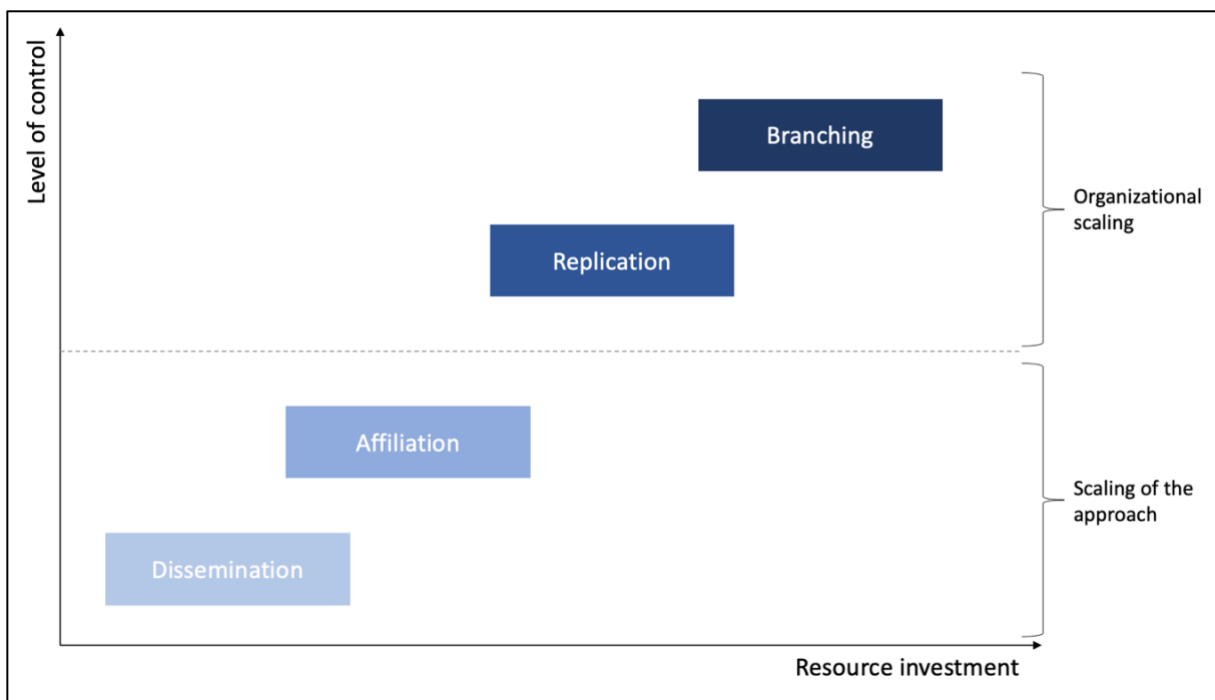 Level of control
Branching
Organizational
scaling
Replication
Affiliation
Scaling of the
approach
Dissemination
Resource investment